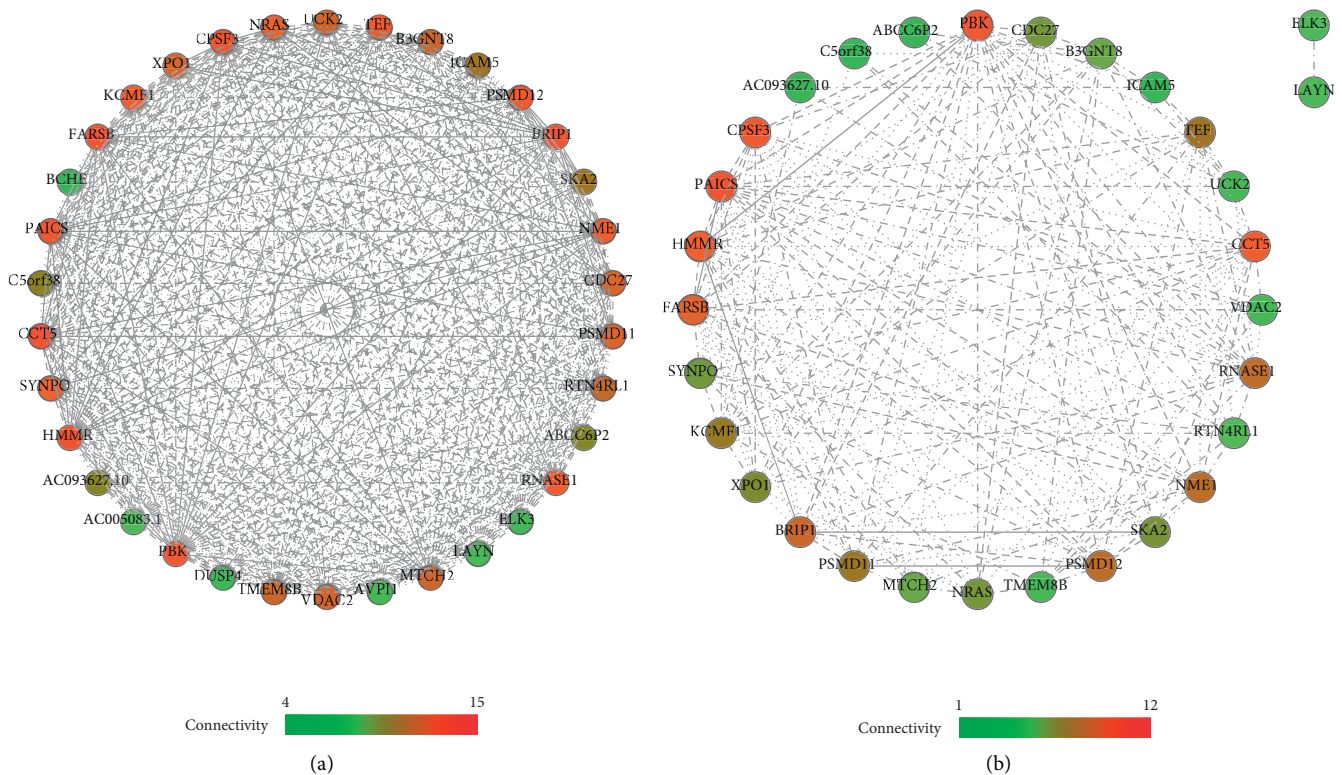 UCK2
TEF
B3GNT8
ICAM5
PSMD12
BRIP1
SKA2
NME1
CDC27
PSMD11
RTN4RL1
ABCC6P2
RNASE1
ELK3
LAYN
MTCH2
AVPI1
VDAC2
TMEM8B
DUSP4
PBK
AC005083.1
AC093627.10
HMMR
SYNPO
CCT5
C5orf38
PAICS
BCHE
FARSB
KCMF1
XPO1
CPSF3
NRAS
4
15
Connectivity
(a)
PBK
CDC27
B3GNT8
ICAM5
TEF
UCK2
CCT5
VDAC2
RNASE1
RTN4RL1
NME1
SKA2
PSMD12
TMEM8B
NRAS
MTCH2
PSMD11
BRIP1
XPO1
KCMF1
SYNPO
FARSB
HMMR
PAICS
CPSF3
AC093627.10
C5orf38
ABCC6P2
ELK3
LAYN
1
12
Connectivity
(b)